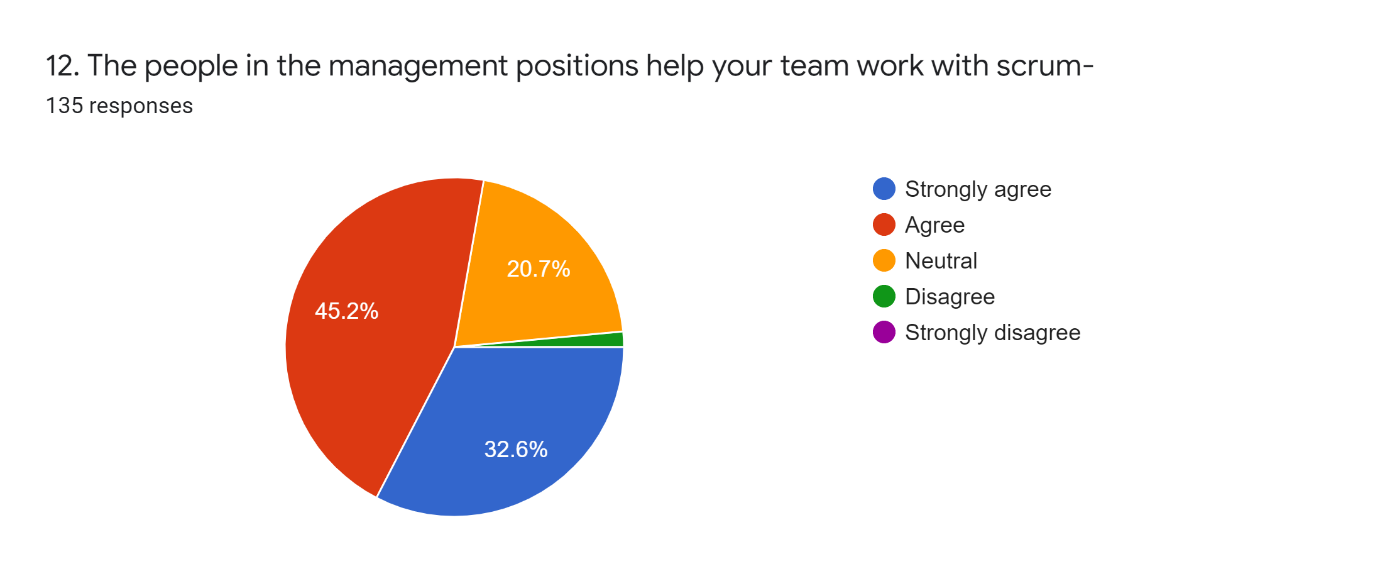 12. The people in the management positions help your team work with scrum-
135 responses
Strongly agree
Agree
Neutral
Disagree
Strongly disagree
20.7%
45.2%
32.6%